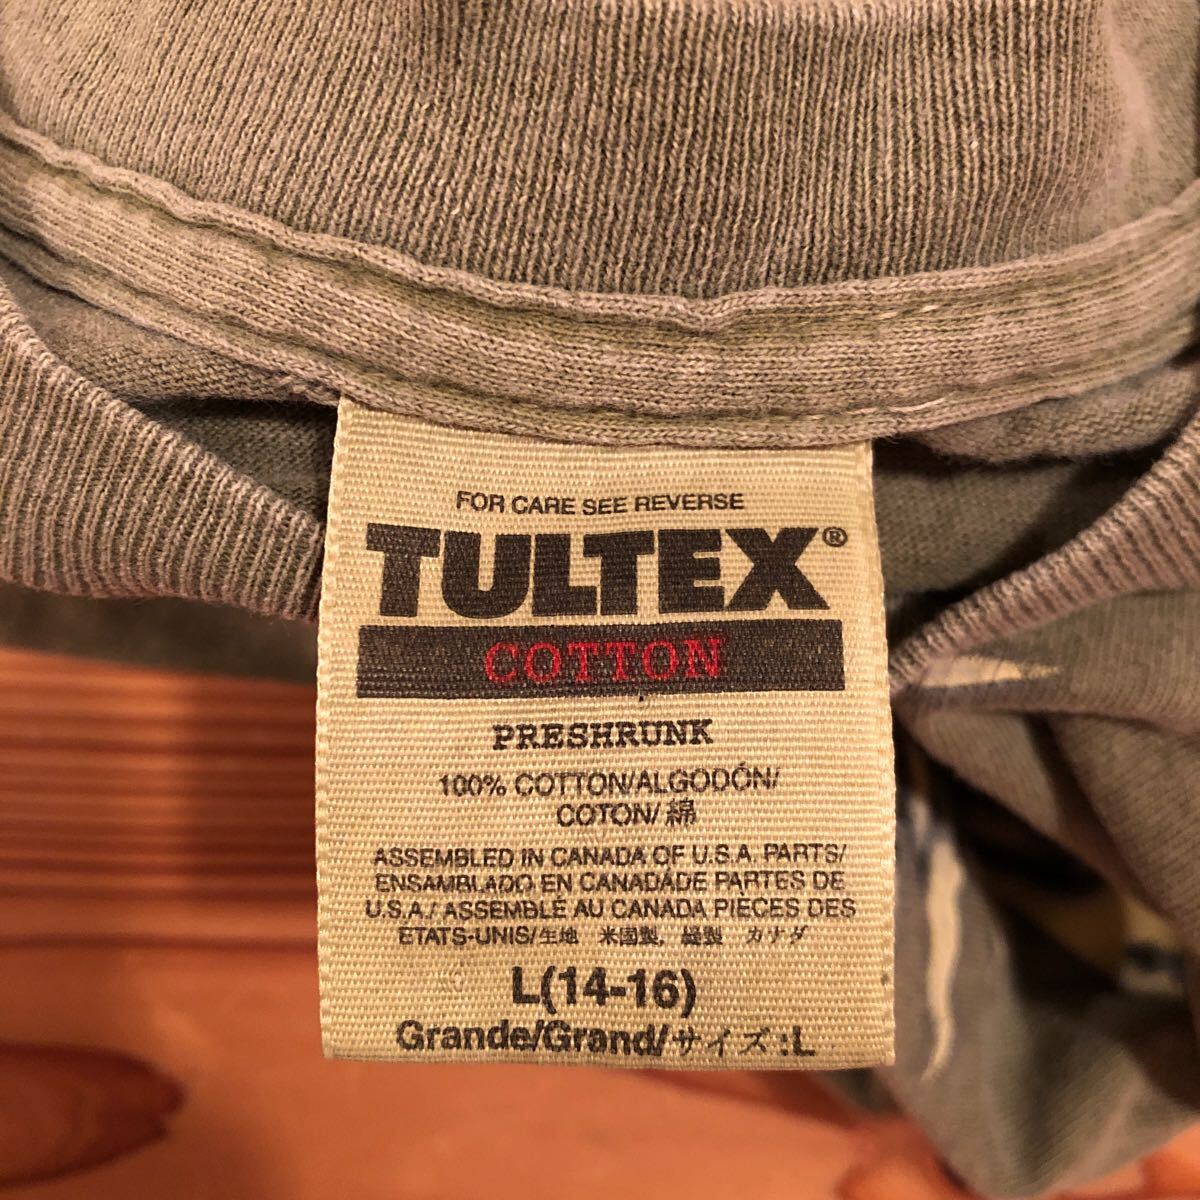 FOR CARE SEE REVERSE
TULTEX®
COTTON
PRESHRUNK
100% COTTON/ALGODÓN/
COTON/綿
ASSEMBLED IN CANADA OF U.S.A. PARTS/
ENSAMBLADO EN CANADÁDE PARTES DE
U.S.A./ASSEMBLÉ AU CANADA PIECES DES
ETATS-UNIS/生地 米国製, 縫製 カナダ
L(14-16)
Grande/Grand/サイズ:L